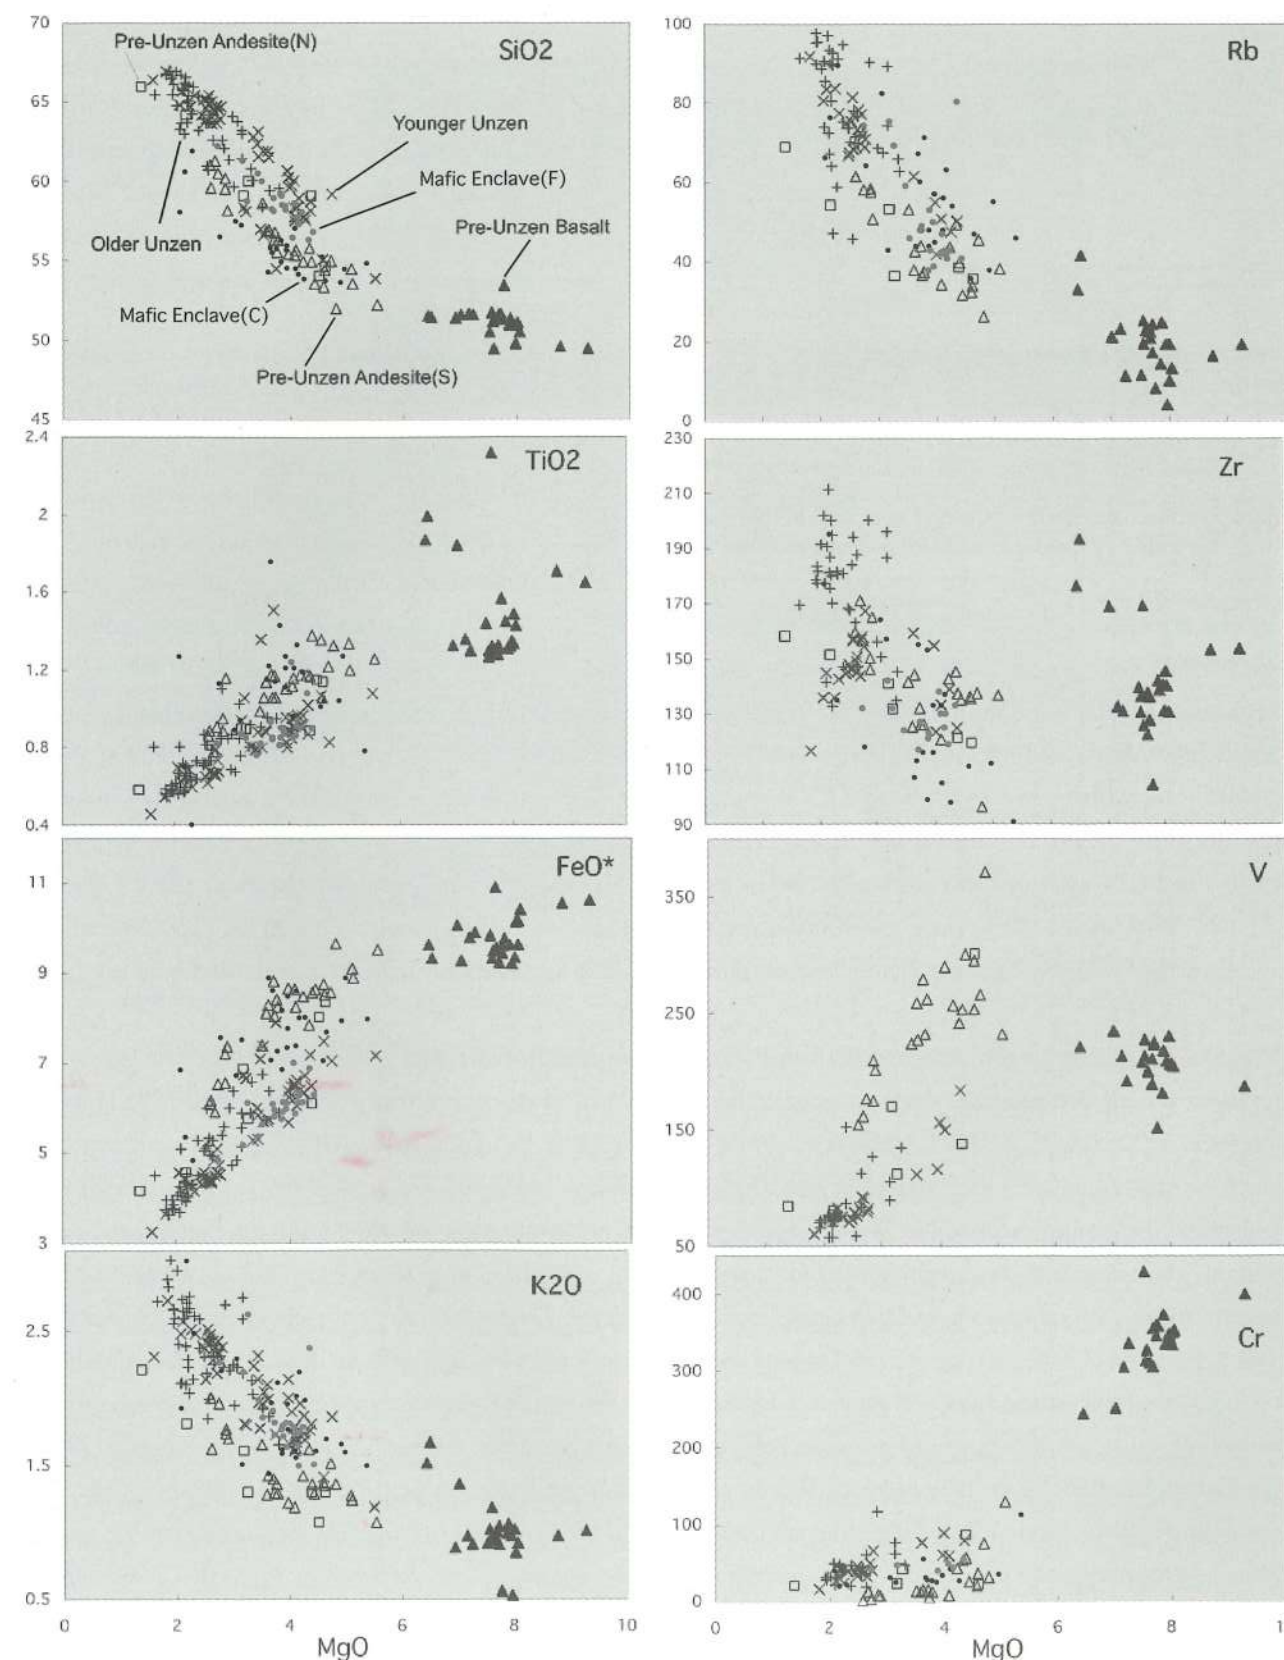 70
65
60
55
50
45
Pre-Unzen Andesite(N)
SiO2
Younger Unzen
Mafic Enclave(F)
Pre-Unzen Basalt
Older Unzen
Mafic Enclave(C)
Pre-Unzen Andesite(S)
2.4
2
1.6
1.2
0.8
0.4
TiO2
11
9
7
5
3
FeO*
2.5
1.5
0.5
K2O
0 2 4 6 8 10
MgO
100
80
60
40
20
0
Rb
230
210
190
170
150
130
110
90
Zr
350
250
150
50
V
400
300
200
100
0
Cr
0 2 4 6 8 1
MgO